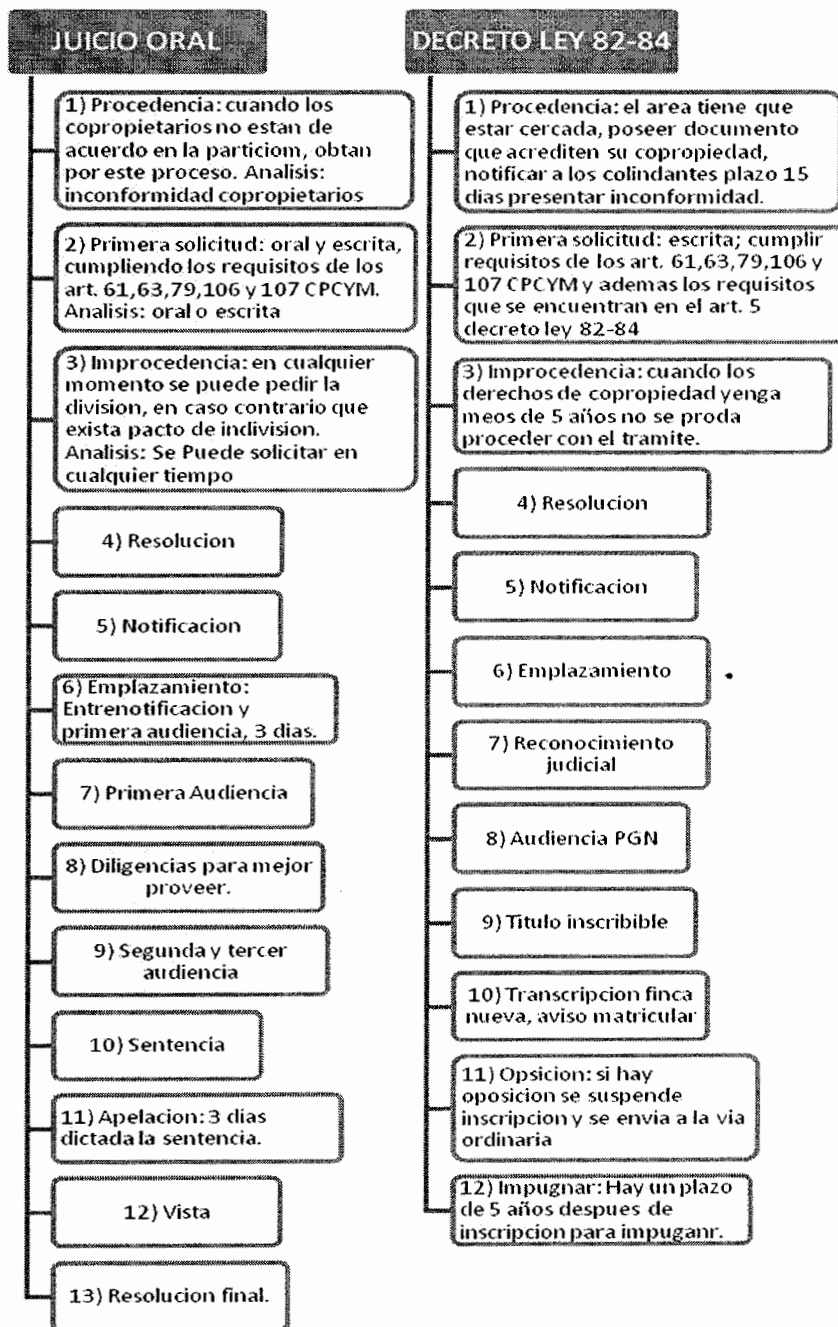 JUICIO ORAL
1) Procedencia: cuando los
copropietarios no estan de
acuerdo en la particiom, obtan
por este proceso. Analisis:
inconformidad copropietarios
2) Primera solicitud: oral y escrita,
cumpliendo los requisitos de los
art. 61,63,79,106 y 107 CPCYM.
Analisis: oral o escrita
3) Improcedencia: en cualquier
momento se puede pedir la
division, en caso contrario que
exista pacto de indivision.
Analisis: Se Puede solicitar en
cualquier tiempo
4) Resolucion
5) Notificacion
6) Emplazamiento:
Entrenotificacion y
primera audiencia, 3 dias.
7) Primera Audiencia
8) Diligencias para mejor
proveer.
9) Segunda y tercer
audiencia
10) Sentencia
11) Apelacion: 3 dias
dictada la sentencia.
12) Vista
13) Resolucion final.
DECRETO LEY 82-84
1) Procedencia: el area tiene que
estar cercada, poseer documento
que acrediten su copropiedad,
notificar a los colindantes plazo 15
dias presentar inconformidad.
2) Primera solicitud: escrita; cumplir
requisitos de los art. 61,63,79,106 y
107 CPCYM y ademas los requisitos
que se encuentran en el art. 5
decreto ley 82-84
3) Improcedencia: cuando los
derechos de copropiedad yenga
meos de 5 años no se proda
proceder con el tramite.
4) Resolucion
5) Notificacion
6) Emplazamiento
7) Reconocimiento
judicial
8) Audiencia PGN
9) Titulo inscribible
10) Transcripcion finca
nueva, aviso matricular
11) Opsicion: si hay
oposicion se suspende
inscripcion y se envia a la via
ordinaria
12) Impugnar: Hay un plazo
de 5 años despues de
inscripcion para impuganr.